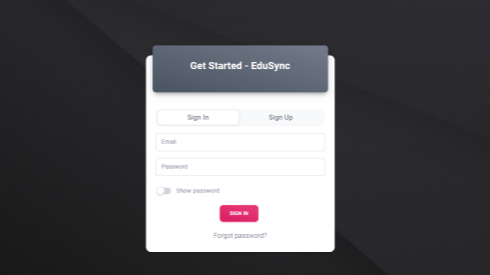 Get Started - EduSync
Sign In
Sign Up
Email
Password
Show password
SIGN IN
Forgot password?